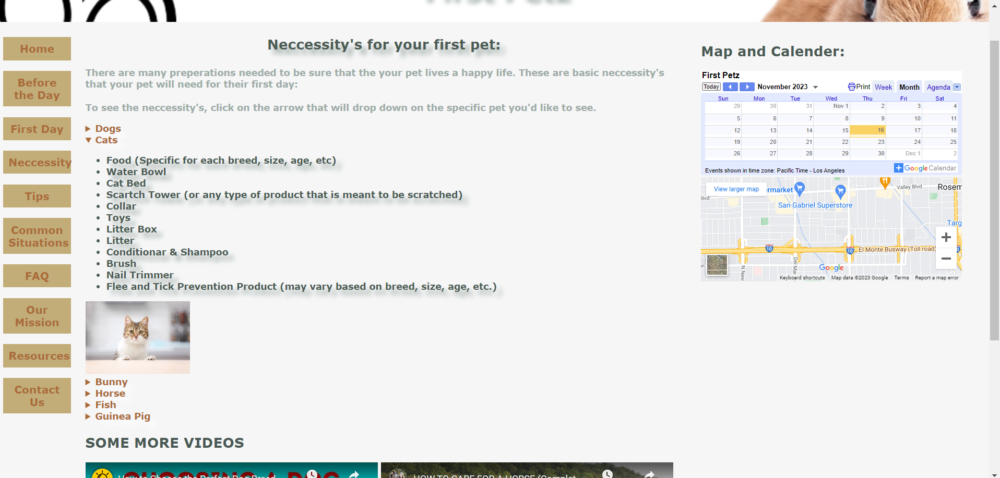 First Petz
Home
Before
the Day
First Day
Neccessity
Tips
Common
Situations
FAQ
Our
Mission
Resources
Contact
Us
Neccessity's for your first pet:
There are many preperations needed to be sure that the your pet lives a happy life. These are basic neccessity's
that your pet will need for their first day:
To see the neccessity's, click on the arrow that will drop down on the specific pet you'd like to see.
Dogs
Cats
Food (Specific for each breed, size, age, etc)
Water Bowl
Cat Bed
Scartch Tower (or any type of product that is meant to be scratched)
Collar
Toys
Litter Box
Litter
Conditionar & Shampoo
Brush
Nail Trimmer
Flee and Tick Prevention Product (may vary based on breed, size, age, etc.)
Bunny
Horse
Fish
Guinea Pig
SOME MORE VIDEOS
How to Choose the Perfect Dog Breed
CHOOSING A DOG
HOW TO CARE FOR A HORSE (Complet
Map and Calender:
First Petz
Today November 2023 Print Week Month Agenda
Sun Mon Tue Wed Thu Fri Sat
29 30 31 Nov 1 2 3 4
5 6 7 8 9 10 11
12 13 14 15 16 17 18
19 20 21 22 23 24 25
26 27 28 29 30 Dec 1 2
Events shown in time zone: Pacific Time - Los Angeles
Google Calendar
View larger map
ermarket
Valley Blvd
Rosem
Blvd
San Gabriel Superstore
Targ
10
10
El Monte Busway (Toll road)
Del Mar
N New
Google
Keyboard shortcuts Map data ©2023 Google Terms Report a map error